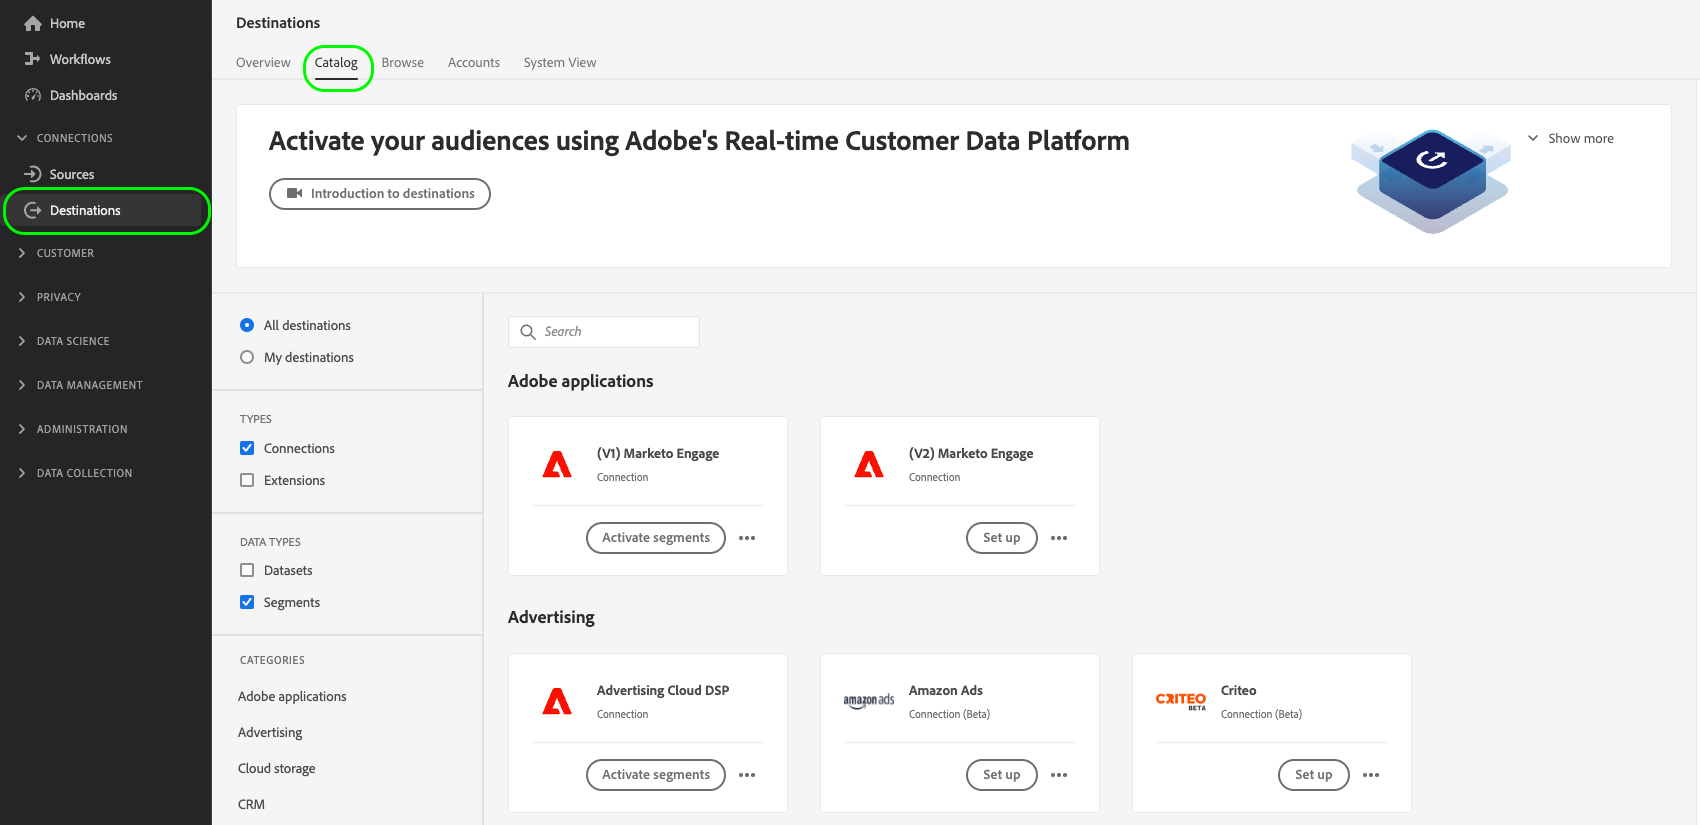 Home
Workflows
Dashboards
CONNECTIONS
Sources
Destinations
CUSTOMER
PRIVACY
DATA SCIENCE
DATA MANAGEMENT
ADMINISTRATION
DATA COLLECTION
Destinations
Overview Catalog Browse Accounts System View
Activate your audiences using Adobe's Real-time Customer Data Platform
Show more
Introduction to destinations
All destinations
My destinations
TYPES
Connections
Extensions
DATA TYPES
Datasets
Segments
CATEGORIES
Adobe applications
Advertising
Cloud storage
CRM
Search
Adobe applications
(V1) Marketo Engage
Connection
Activate segments
(V2) Marketo Engage
Connection
Set up
Advertising
Advertising Cloud DSP
Connection
Activate segments
amazon ads
Amazon Ads
Connection (Beta)
Set up
CRITEO
BETA
Criteo
Connection (Beta)
Set up